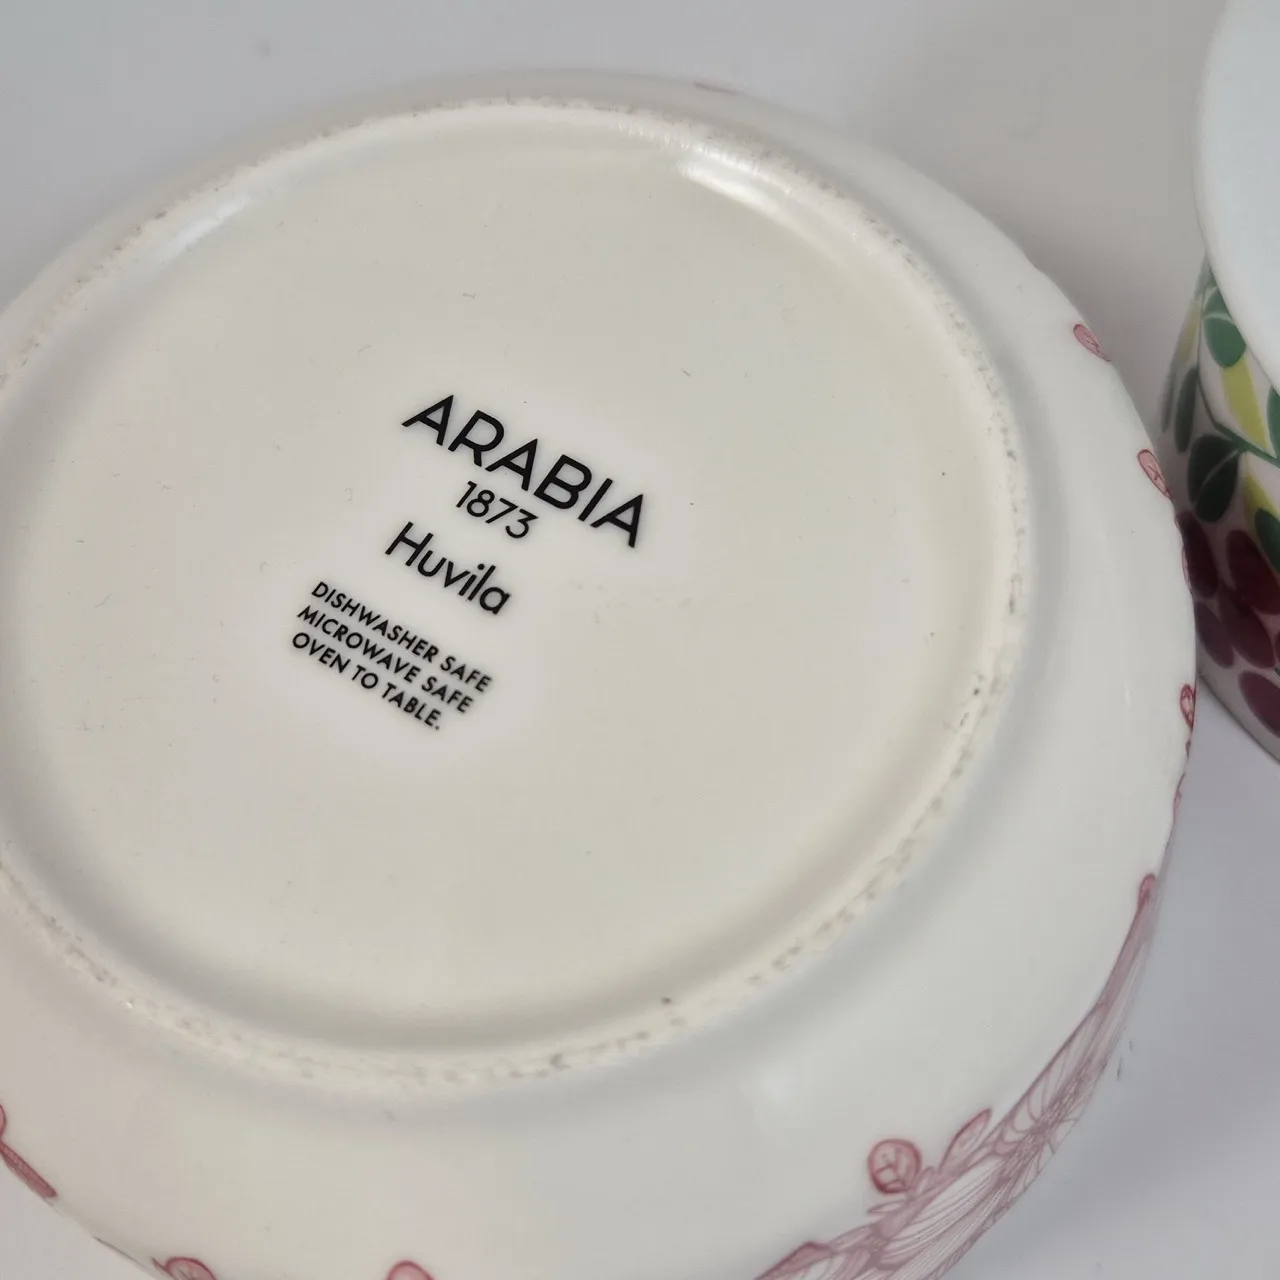 ARABIA
1873
Huvila
DISHWASHER SAFE
MICROWAVE SAFE
OVEN TO TABLE.